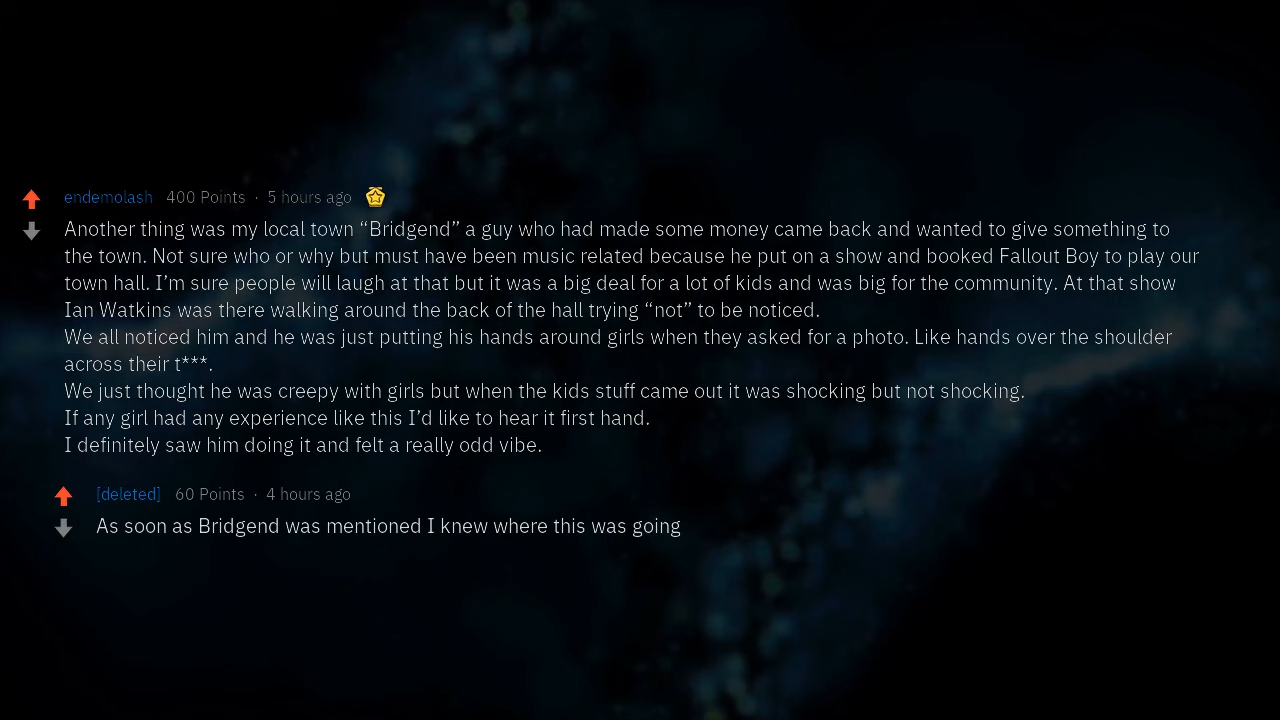 endemolash 400 Points · 5 hours ago
Another thing was my local town “Bridgend” a guy who had made some money came back and wanted to give something to
the town. Not sure who or why but must have been music related because he put on a show and booked Fallout Boy to play our
town hall. I’m sure people will laugh at that but it was a big deal for a lot of kids and was big for the community. At that show
Ian Watkins was there walking around the back of the hall trying “not” to be noticed.
We all noticed him and he was just putting his hands around girls when they asked for a photo. Like hands over the shoulder
across their t***.
We just thought he was creepy with girls but when the kids stuff came out it was shocking but not shocking.
If any girl had any experience like this I’d like to hear it first hand.
I definitely saw him doing it and felt a really odd vibe.
[deleted] 60 Points · 4 hours ago
As soon as Bridgend was mentioned I knew where this was going